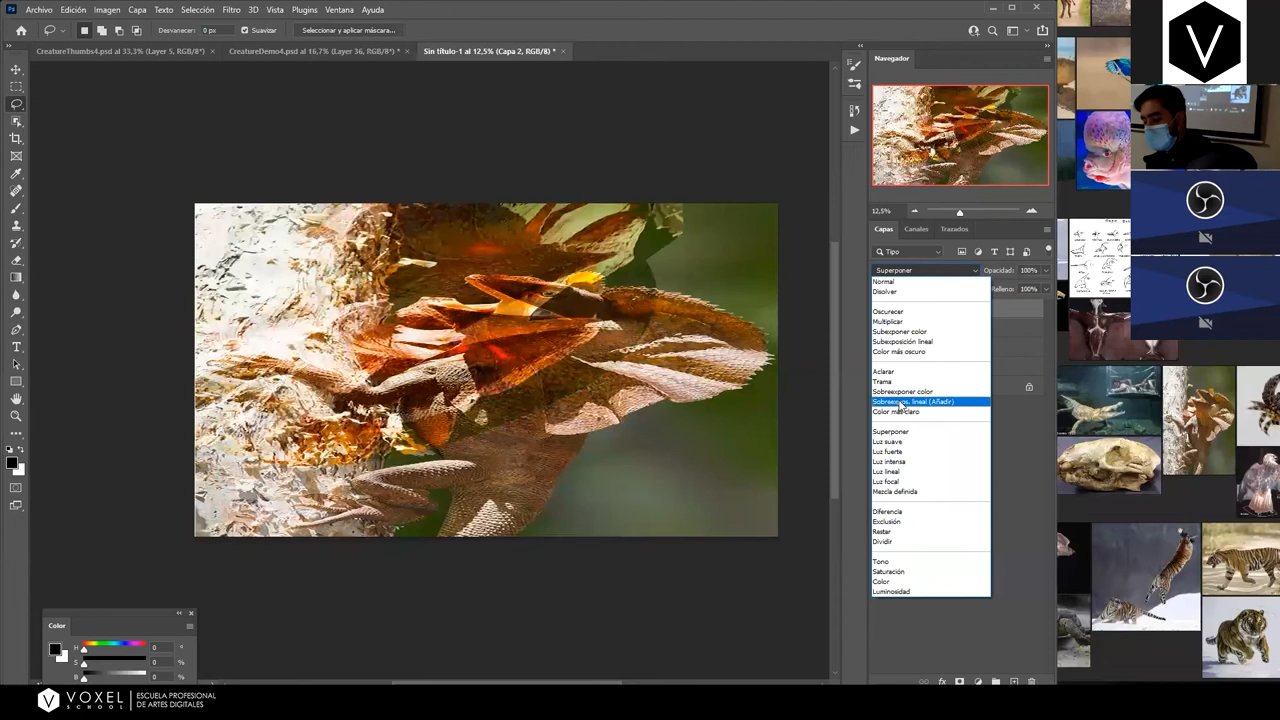 Ps Archivo Edición Imagen Capa Texto Selección Filtro 3D Vista Plugins Ventana Ayuda
Desvanecer: 0 px Suavizar Seleccionar y aplicar máscara...
CreatureThumbs4.psd al 33,3% (Layer 5, RGB/8*) × CreatureDemo4.psd al 16,7% (Layer 36, RGB/8*) * × Sin título-1 al 12,5% (Capa 2, RGB/8) * ×
Navegador
12,5%
Capas Canales Trazados
Tipo
Superponer Opacidad: 100%
Relleno: 100%
Normal
Disolver
Oscurecer
Multiplicar
Subexponer color
Subexposición lineal
Color más oscuro
Aclarar
Trama
Sobreexponer color
Sobreexpos. lineal (Añadir)
Color más claro
Superponer
Luz suave
Luz fuerte
Luz intensa
Luz lineal
Luz focal
Mezcla definida
Diferencia
Exclusión
Restar
Dividir
Tono
Saturación
Color
Luminosidad
Color
H 0 °
S 0 %
B 0 %
fx
V
VOXEL SCHOOL
ESCUELA PROFESIONAL
DE ARTES DIGITALES